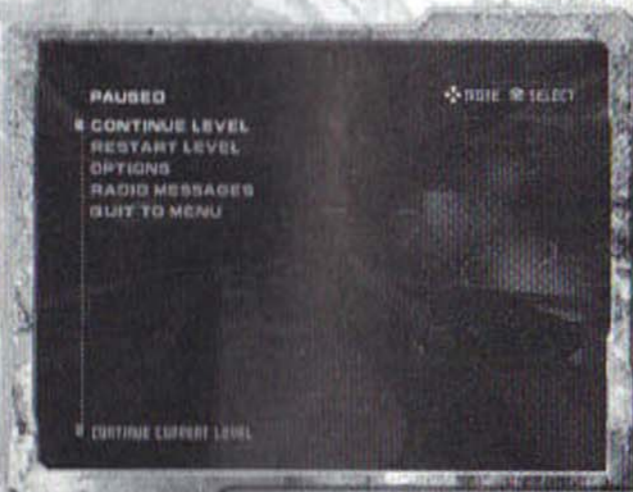 PAUSED
MOVE SELECT
CONTINUE LEVEL
RESTART LEVEL
OPTIONS
RADIO MESSAGES
QUIT TO MENU
CONTINUE CURRENT LEVEL